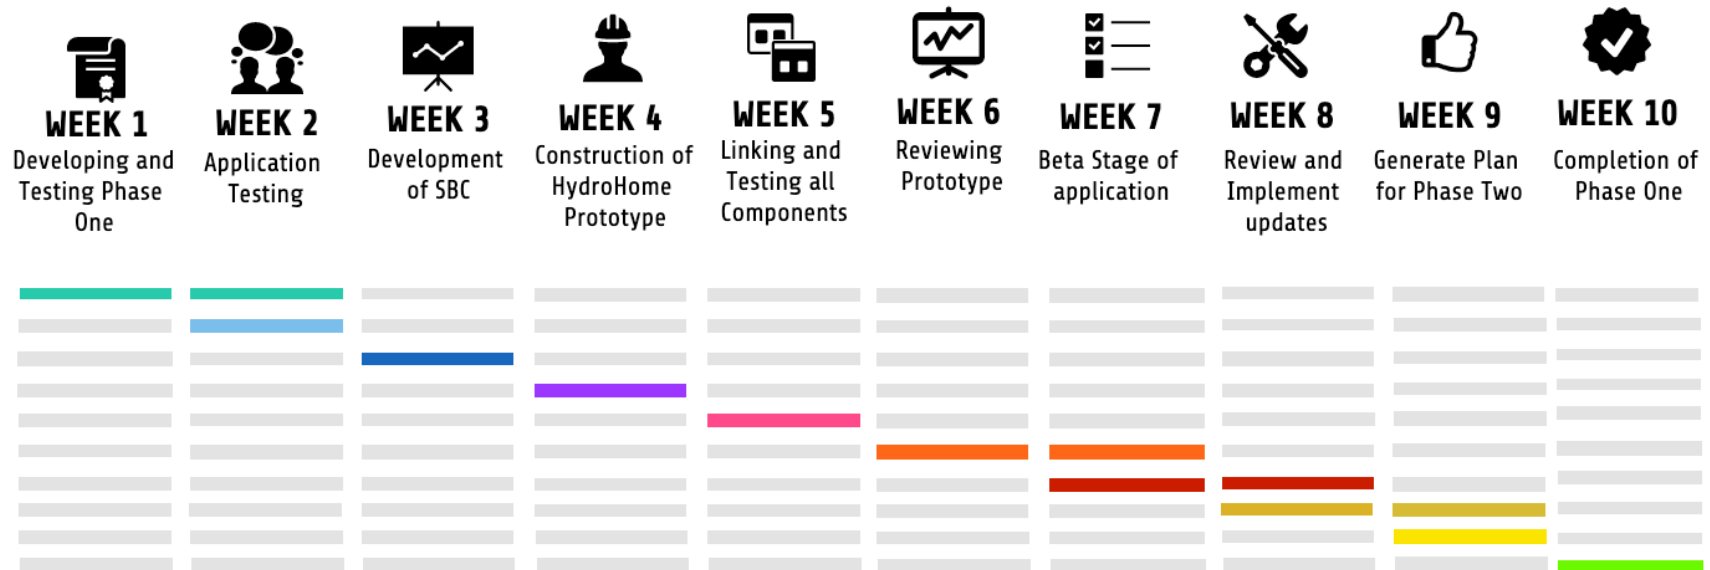 WEEK 1
Developing and
Testing Phase
One
WEEK 2
Application
Testing
WEEK 3
Development
of SBC
WEEK 4
Construction of
HydroHome
Prototype
WEEK 5
Linking and
Testing all
Components
WEEK 6
Reviewing
Prototype
WEEK 7
Beta Stage of
application
WEEK 8
Review and
Implement
updates
WEEK 9
Generate Plan
for Phase Two
WEEK 10
Completion of
Phase One